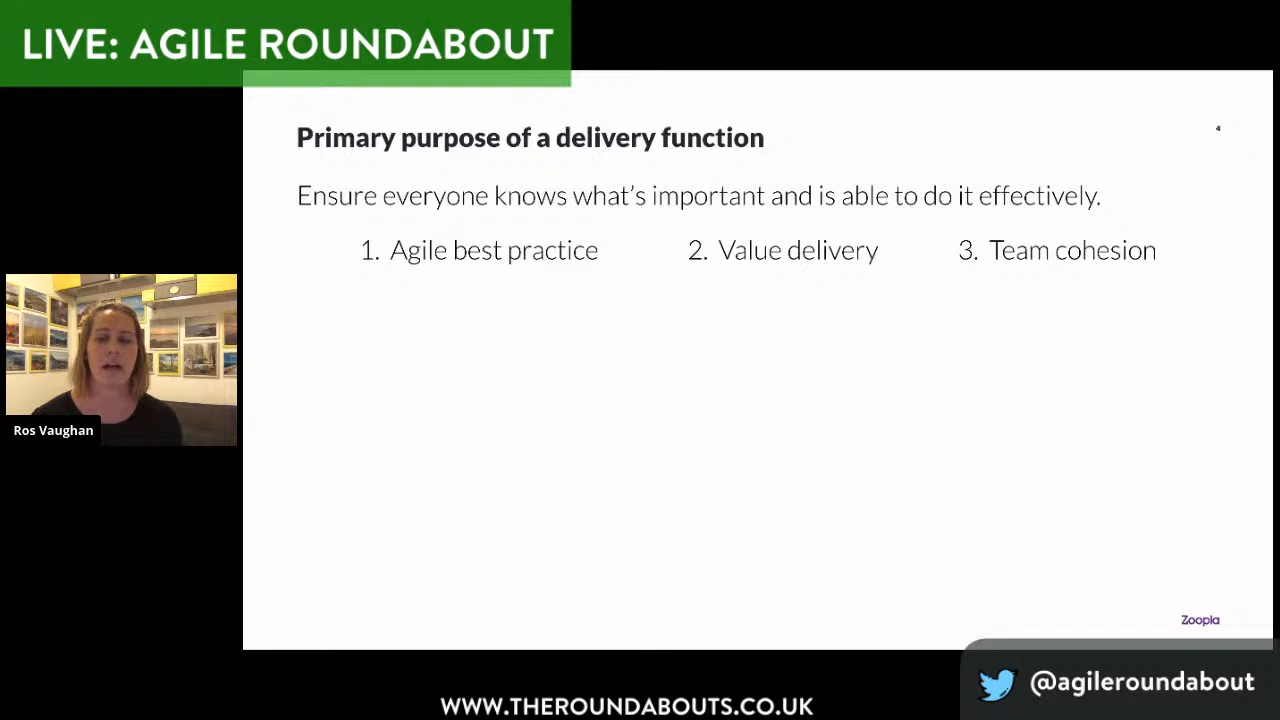 LIVE: AGILE ROUNDABOUT
Primary purpose of a delivery function
4
Ensure everyone knows what's important and is able to do it effectively.
1. Agile best practice
2. Value delivery
3. Team cohesion
Ros Vaughan
Zoopla
@agileroundabout
WWW.THEROUNDABOUTS.CO.UK